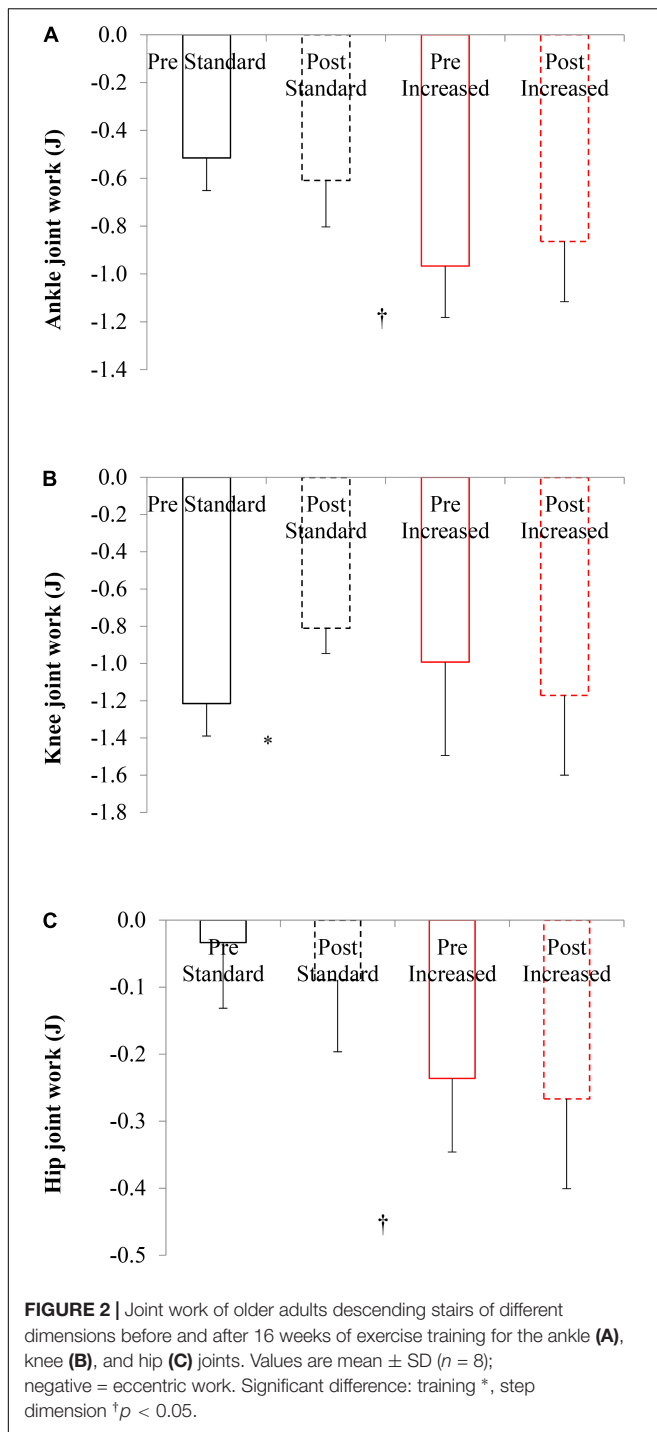 A
0.0
-0.2
-0.4
-0.6
-0.8
-1.0
-1.2
-1.4
Ankle joint work (J)
Pre Standard
Post Standard
Pre Increased
Post Increased
†
B
0.0
-0.2
-0.4
-0.6
-0.8
-1.0
-1.2
-1.4
-1.6
-1.8
Knee joint work (J)
Pre Standard
Post Standard
Pre Increased
Post Increased
*
C
0.0
-0.1
-0.2
-0.3
-0.4
-0.5
Hip joint work (J)
Pre Standard
Post Standard
Pre Increased
Post Increased
†
FIGURE 2 | Joint work of older adults descending stairs of different
dimensions before and after 16 weeks of exercise training for the ankle (A),
knee (B), and hip (C) joints. Values are mean ± SD (n = 8);
negative = eccentric work. Significant difference: training *, step
dimension †p < 0.05.